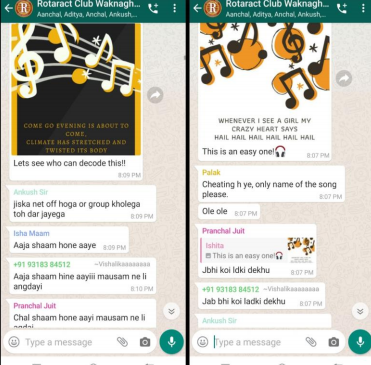 Rotaract Club Waknagh...
Aanchal, Aditya, Anchal, Ankush,...
COME GO EVENING IS ABOUT TO
COME,
CLIMATE HAS STRETCHED AND
TWISTED ITS BODY
Lets see who can decode this!!
8:09 PM
Ankush Sir
jiska net off hoga or group kholega
toh dar jayega
8:09 PM
Isha Maam
Aaja shaam hone aaye
8:09 PM
+91 93183 84512 ~Vishalikaaaaaaaa
Aaja shaam hine aayiii mausam ne li
angdayi
8:10 PM
Pranchal Juit
Chal shaam hone aayi mausam ne li
Type a message
Rotaract Club Waknagh...
Aanchal, Aditya, Anchal, Ankush,...
WHENEVER I SEE A GIRL MY
CRAZY HEART SAYS
HAIL HAIL HAIL HAIL HAIL HAIL
This is an easy one!🎧
8:07 PM
Palak
Cheating h ye, only name of the song
please.
8:07 PM
Ole ole
8:07 PM
Pranchal Juit
Ishita
This is an easy one!🎧
Jbhi koi ldki dekhu
8:07 PM
+91 93183 84512 ~Vishalikaaaaaaaa
Jab bhi koi ladki dekhu
8:07 PM
Ankush Sir
Type a message